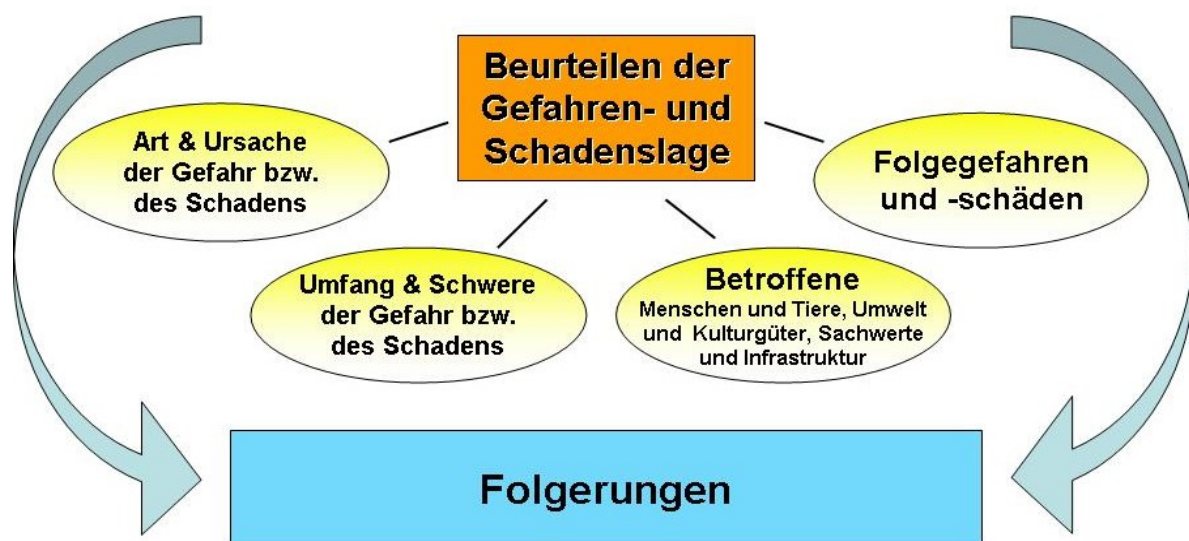 Beurteilen der
Gefahren- und
Schadenslage
Art & Ursache
der Gefahr bzw.
des Schadens
Umfang & Schwere
der Gefahr bzw.
des Schadens
Betroffene
Menschen und Tiere, Umwelt
und Kulturgüter, Sachwerte
und Infrastruktur
Folgegefahren
und -schäden
Folgerungen